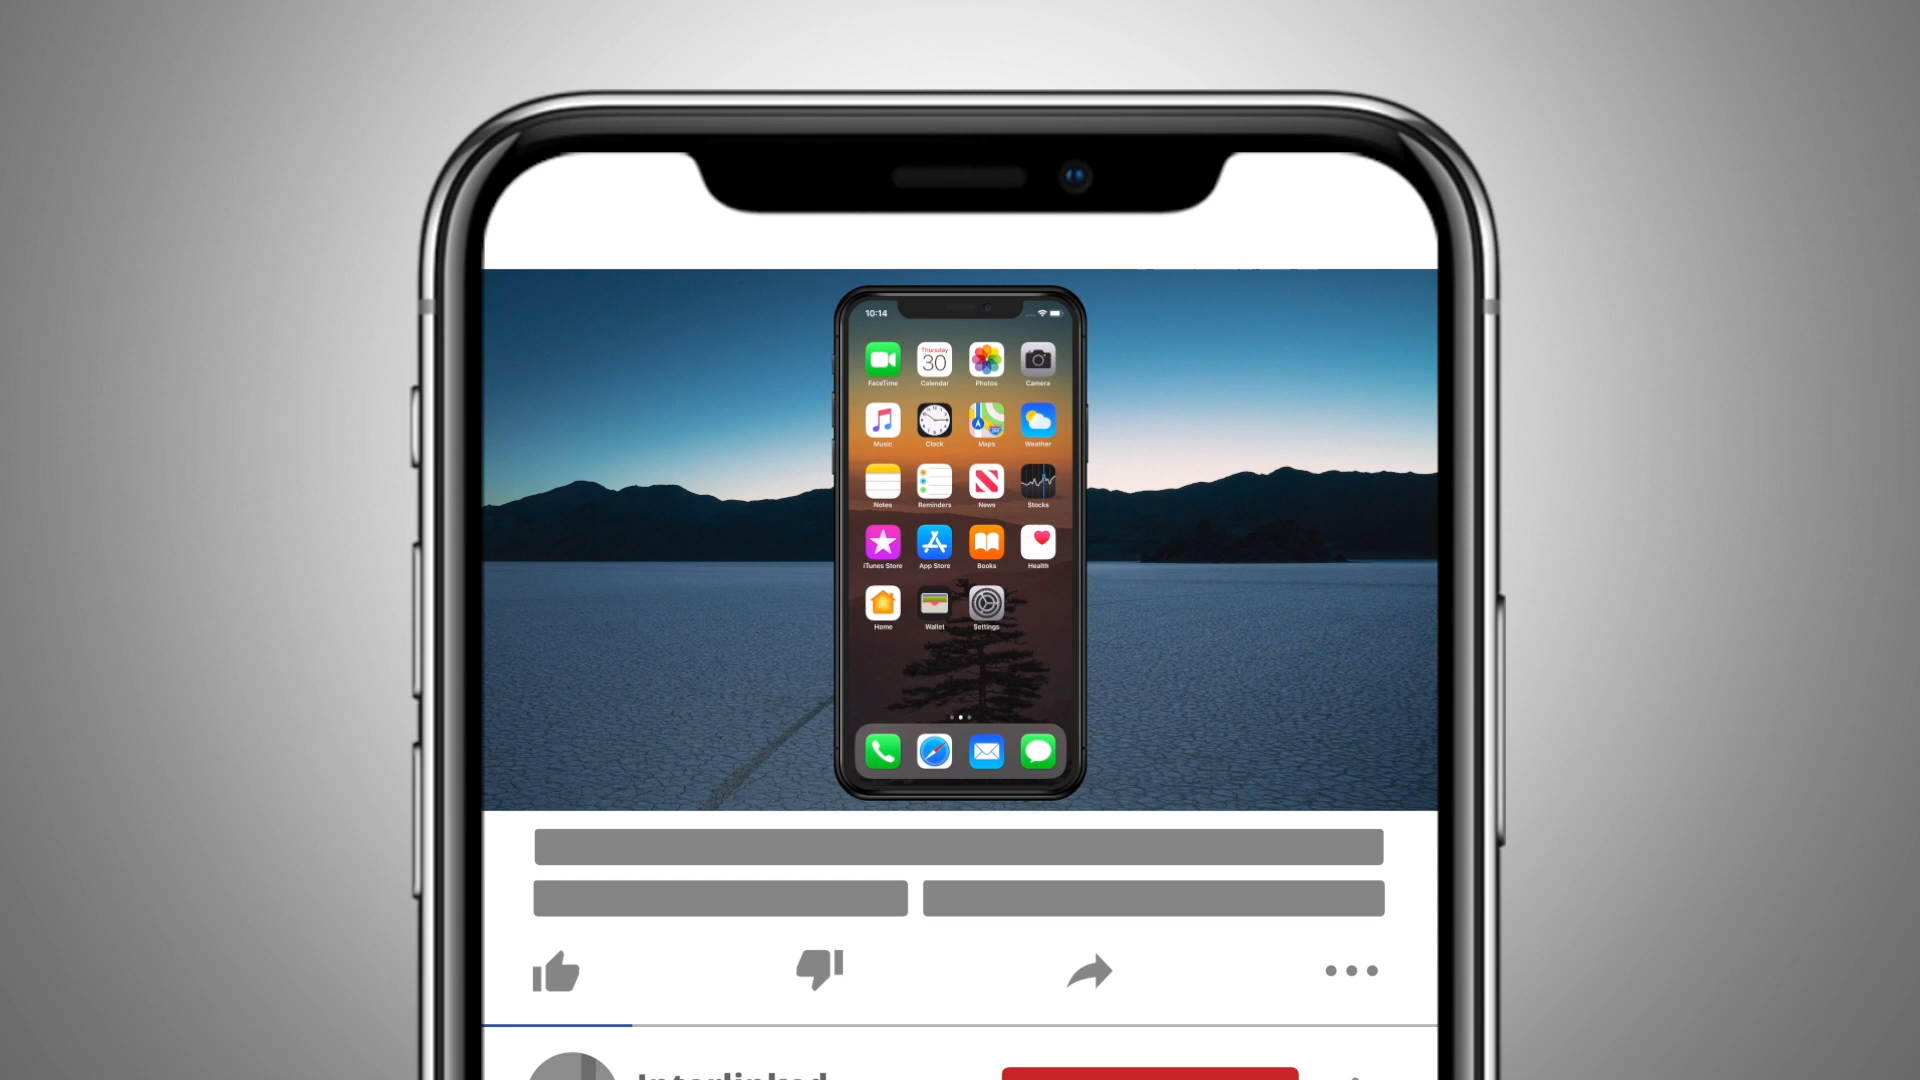 10:14
Thursday
30
FaceTime Calendar Photos Camera
Music Clock Maps Weather
Notes Reminders News Stocks
iTunes Store App Store Books Health
Home Wallet Settings
Interlinked